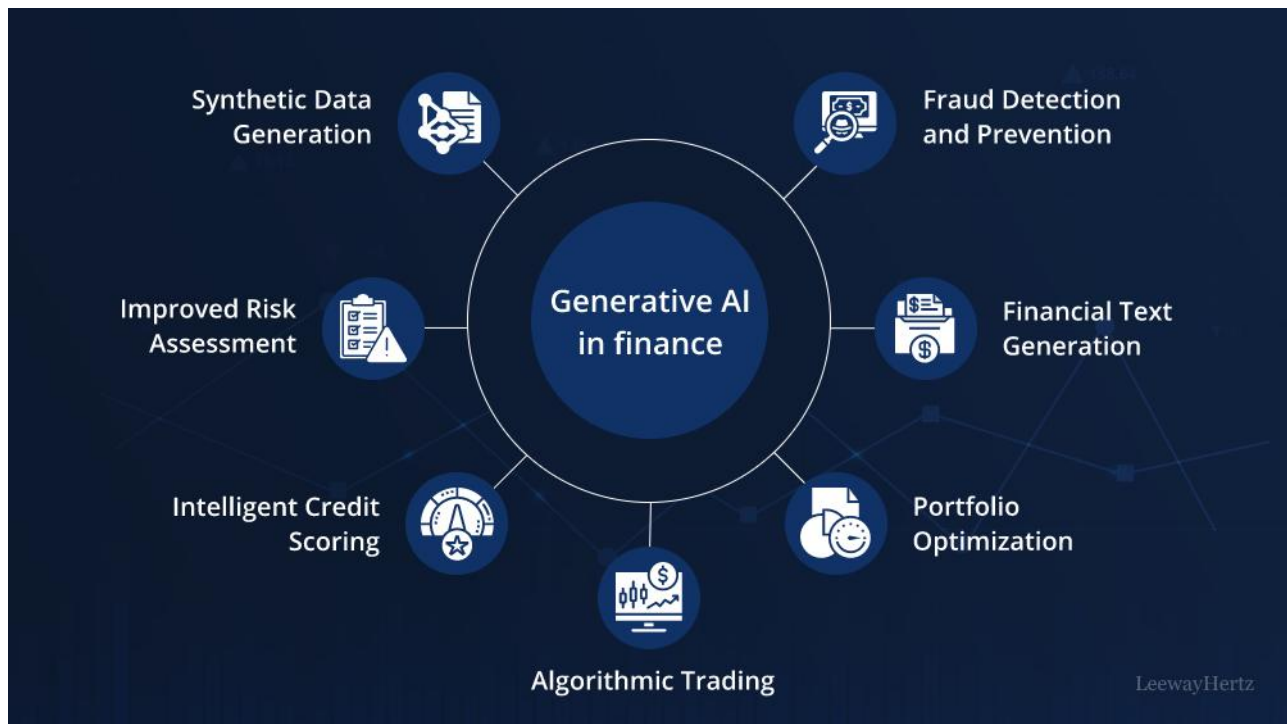 Synthetic Data
Generation
Fraud Detection
and Prevention
Generative AI
in finance
Improved Risk
Assessment
Financial Text
Generation
Intelligent Credit
Scoring
Portfolio
Optimization
Algorithmic Trading
LeewayHertz